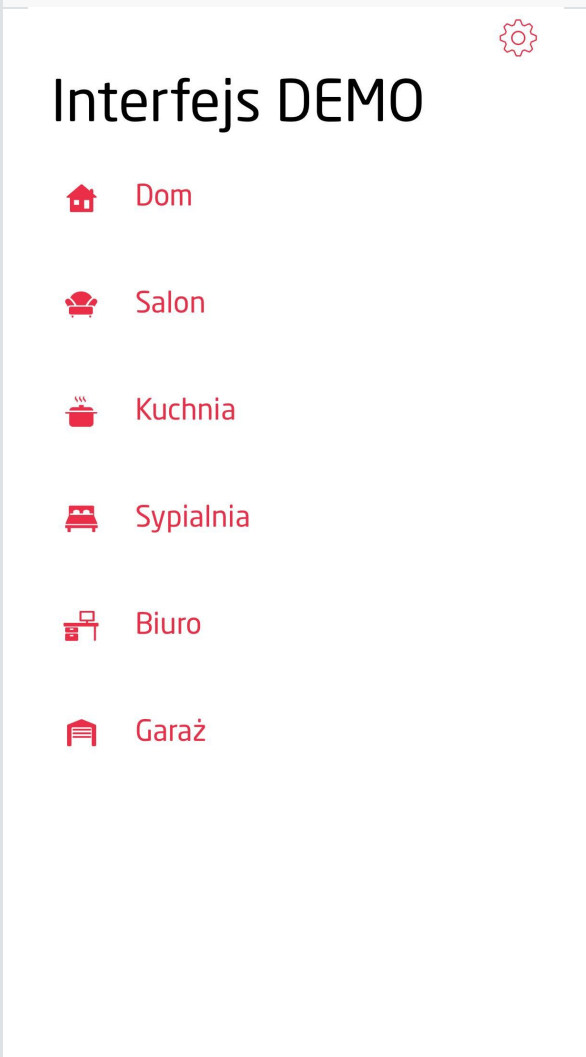 Interfejs DEMO
Dom
Salon
Kuchnia
Sypialnia
Biuro
Garaż